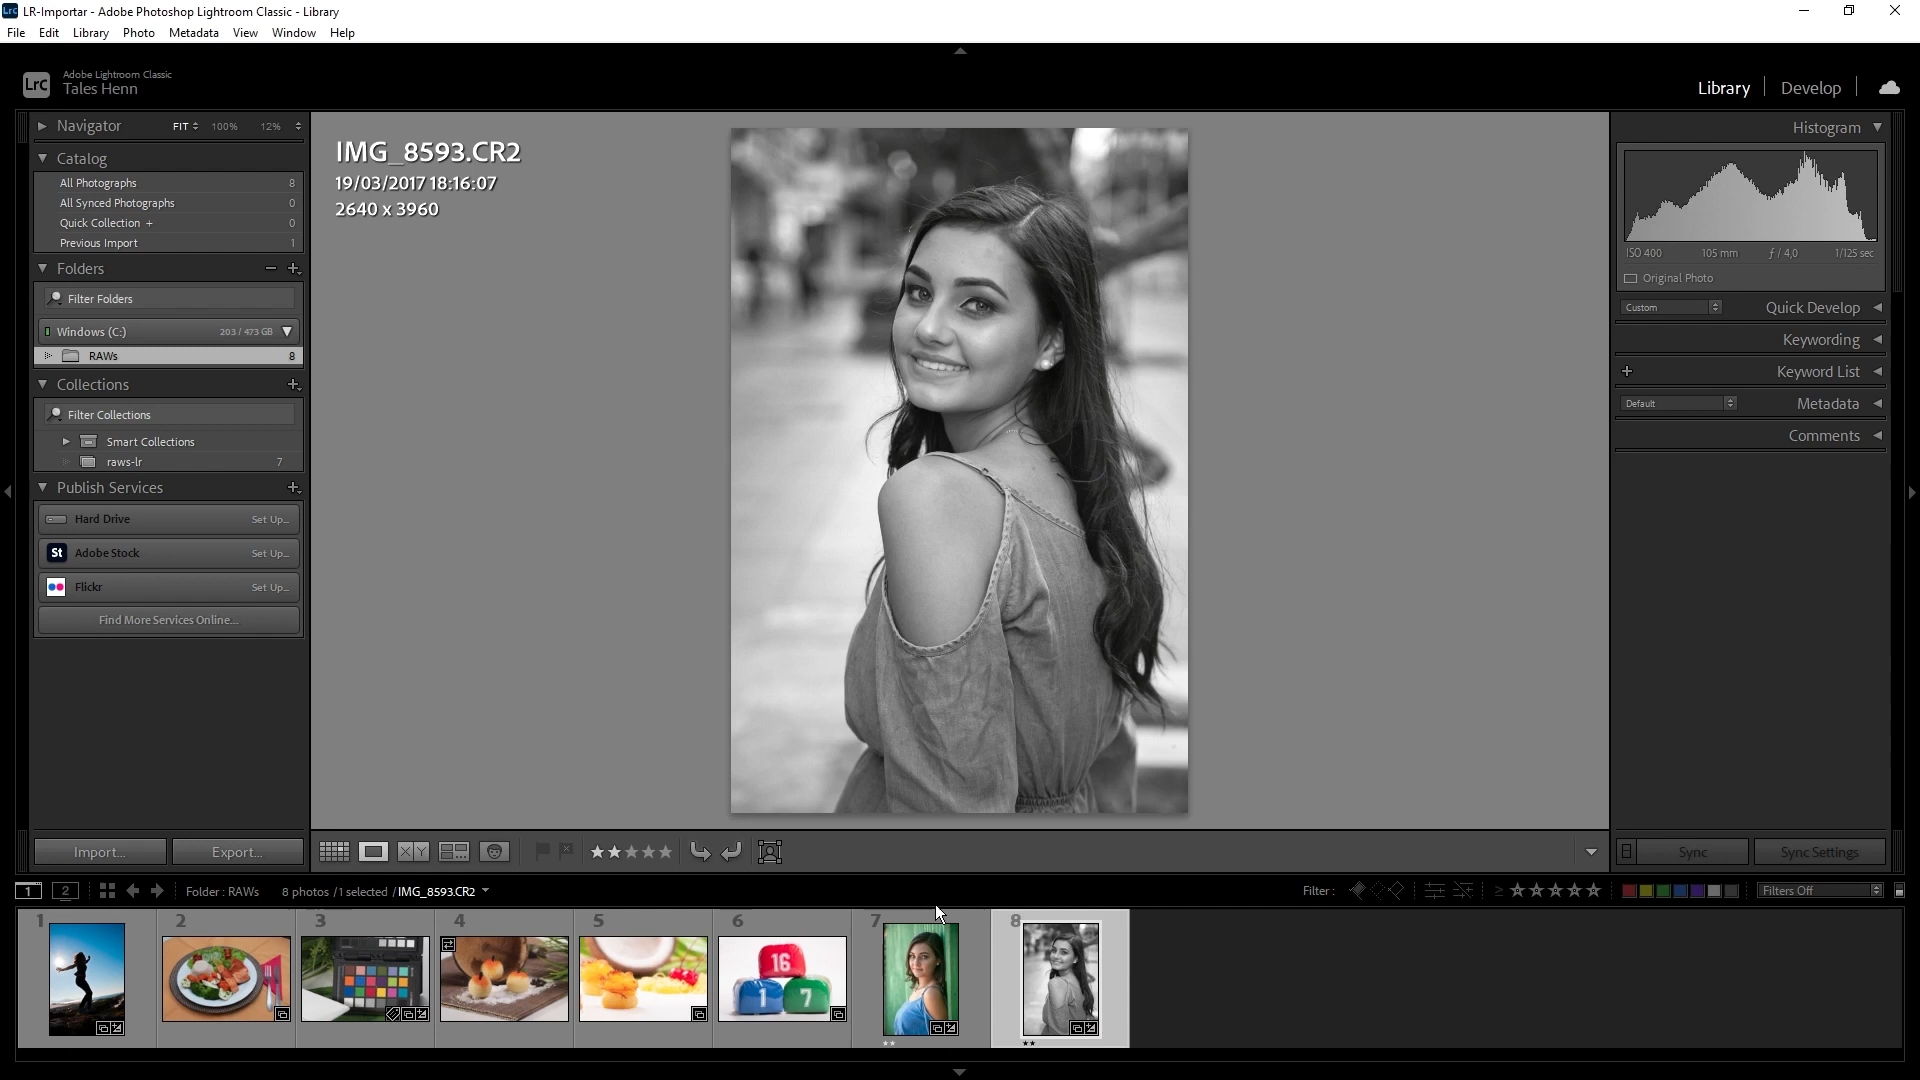 LrC LR-Importar - Adobe Photoshop Lightroom Classic - Library
File Edit Library Photo Metadata View Window Help
LrC Adobe Lightroom Classic
Tales Henn
Library Develop
Navigator FIT 100% 12%
Catalog
All Photographs 8
All Synced Photographs 0
Quick Collection + 0
Previous Import 1
Folders
Filter Folders
Windows (C:) 203 / 473 GB
RAWs 8
Collections
Filter Collections
Smart Collections
raws-lr 7
Publish Services
Hard Drive Set Up...
St Adobe Stock Set Up...
Flickr Set Up...
Find More Services Online...
Import... Export...
IMG_8593.CR2
19/03/2017 18:16:07
2640 x 3960
Histogram
ISO 400 105 mm ƒ / 4,0 1/125 sec
Original Photo
Custom Quick Develop
Keywording
Keyword List
Default Metadata
Comments
X Y
Sync Sync Settings
1 2 Folder : RAWs 8 photos / 1 selected / IMG_8593.CR2 Filter : ≥ Filters Off
1 2 3 4 5 6 7 8
16
1 7